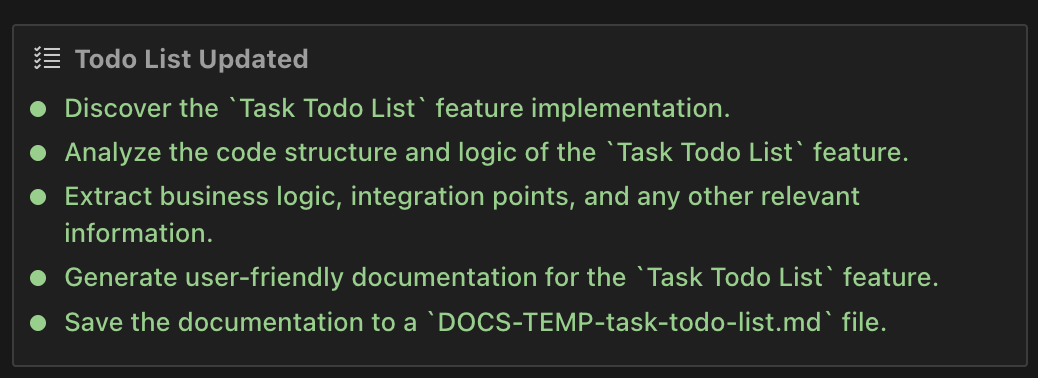 Todo List Updated
Discover the `Task Todo List` feature implementation.
Analyze the code structure and logic of the `Task Todo List` feature.
Extract business logic, integration points, and any other relevant
information.
Generate user-friendly documentation for the `Task Todo List` feature.
Save the documentation to a `DOCS-TEMP-task-todo-list.md` file.